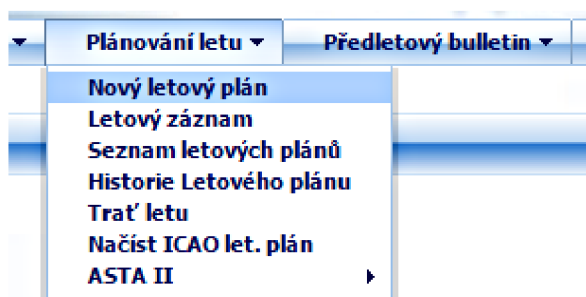 Plánování letu Předletový bulletin
Nový letový plán
Letový záznam
Seznam letových plánů
Historie Letového plánu
Trať letu
Načíst ICAO let. plán
ASTA II